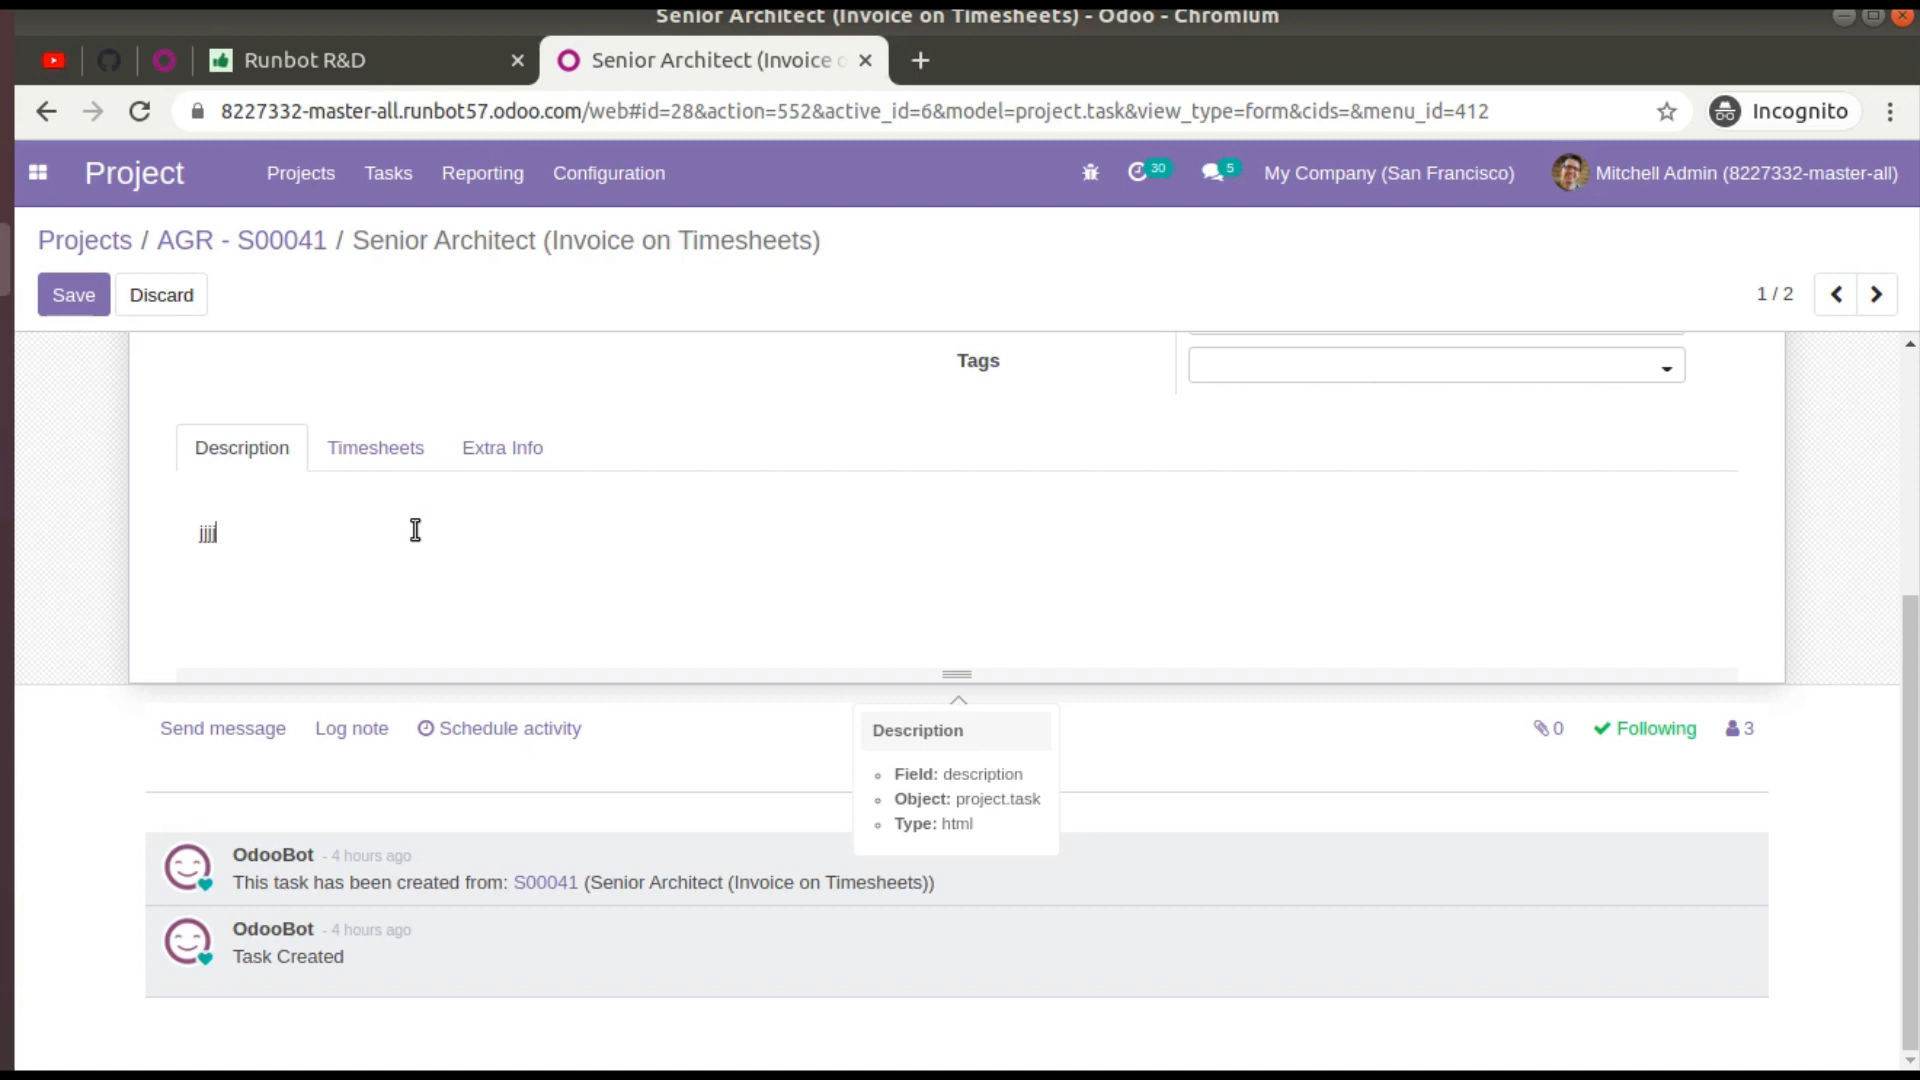 Senior Architect (Invoice on Timesheets) - Odoo - Chromium
Runbot R&D
Senior Architect (Invoice o
8227332-master-all.runbot57.odoo.com/web#id=28&action=552&active_id=6&model=project.task&view_type=form&cids=&menu_id=412
Incognito
Project
Projects
Tasks
Reporting
Configuration
30
5
My Company (San Francisco)
Mitchell Admin (8227332-master-all)
Projects / AGR - S00041 / Senior Architect (Invoice on Timesheets)
Save
Discard
1 / 2
Tags
Description
Timesheets
Extra Info
jjjj
Send message
Log note
Schedule activity
0
Following
3
Description
Field: description
Object: project.task
Type: html
OdooBot - 4 hours ago
This task has been created from: S00041 (Senior Architect (Invoice on Timesheets))
OdooBot - 4 hours ago
Task Created